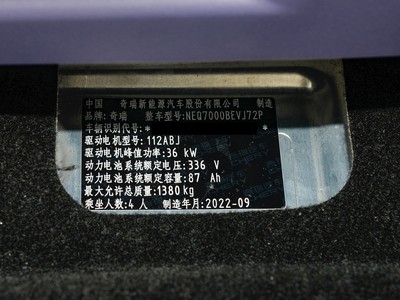 中国 奇瑞新能源汽车股份有限公司 制造
品牌:奇瑞 整车型号:NEQ7000BEVJ72P
车辆识别代号:* *
驱动电机型号:112ABJ
驱动电机峰值功率:36 kW
动力电池系统额定电压:336 V
动力电池系统额定容量:87 Ah
最大允许总质量:1380kg
乘坐人数:4人 制造年月:2022-09